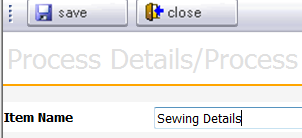 save close
Process Details/Process
Item Name Sewing Details